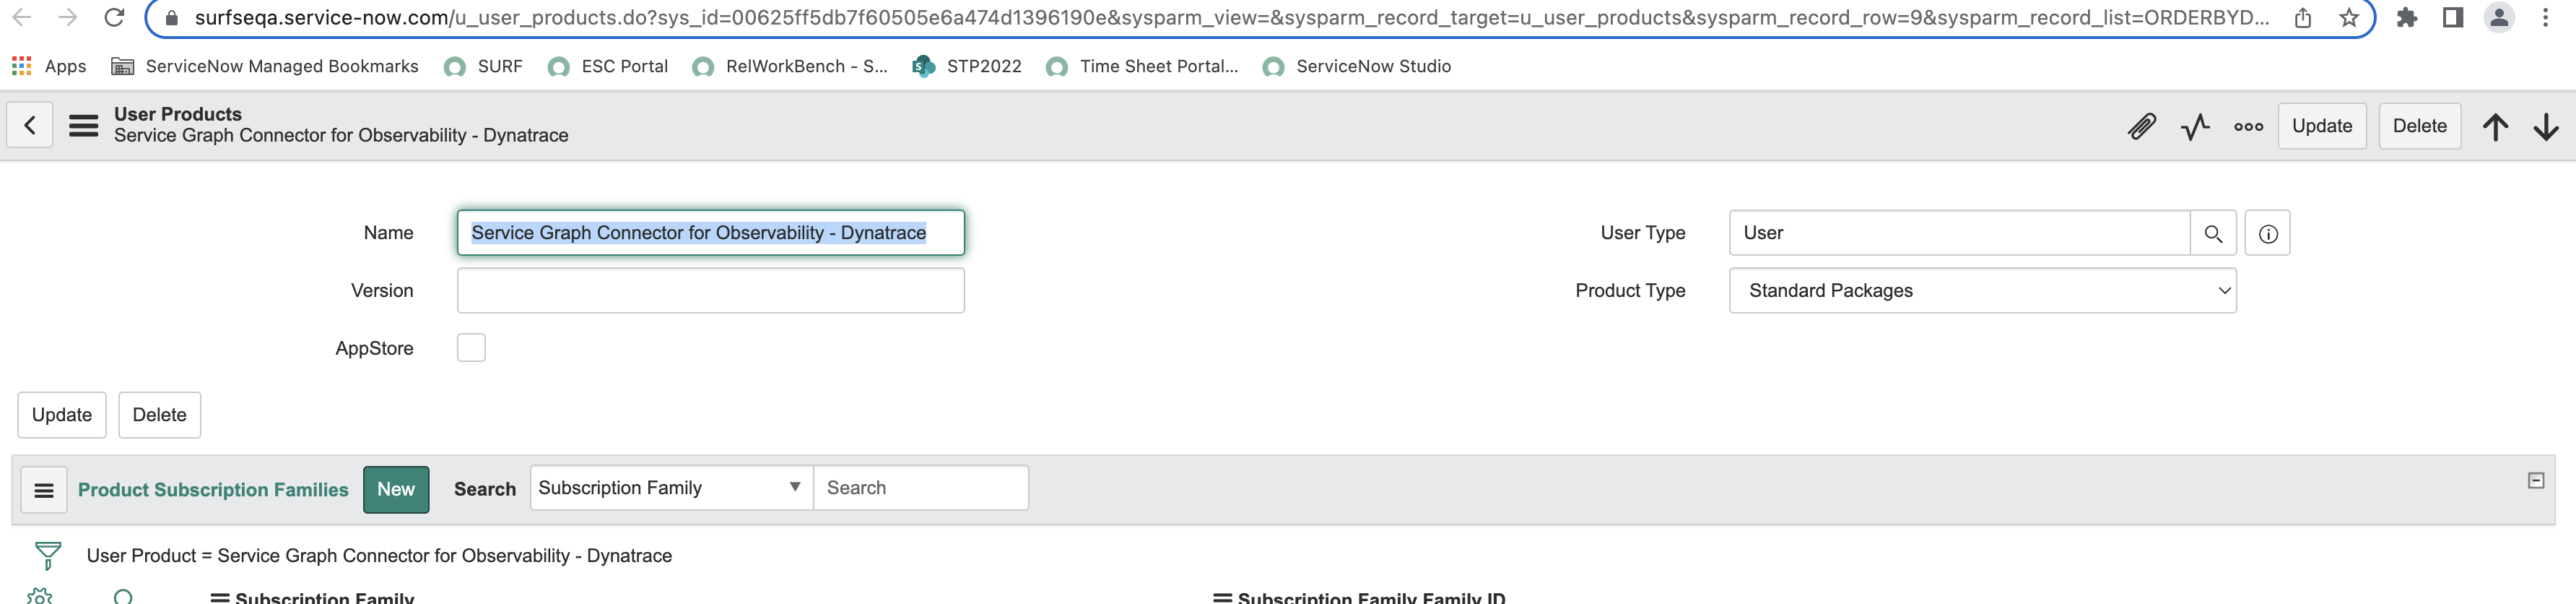 surfseqa.service-now.com/u_user_products.do?sys_id=00625ff5db7f60505e6a474d1396190e&sysparm_view=&sysparm_record_target=u_user_products&sysparm_record_row=9&sysparm_record_list=ORDERBYD...
Apps ServiceNow Managed Bookmarks SURF ESC Portal RelWorkBench - S... STP2022 Time Sheet Portal... ServiceNow Studio
User Products
Service Graph Connector for Observability - Dynatrace
Update Delete
Name Service Graph Connector for Observability - Dynatrace User Type User
Version Product Type Standard Packages
AppStore
Update Delete
Product Subscription Families New Search Subscription Family Search
User Product = Service Graph Connector for Observability - Dynatrace
Subscription Family Subscription Family Family ID